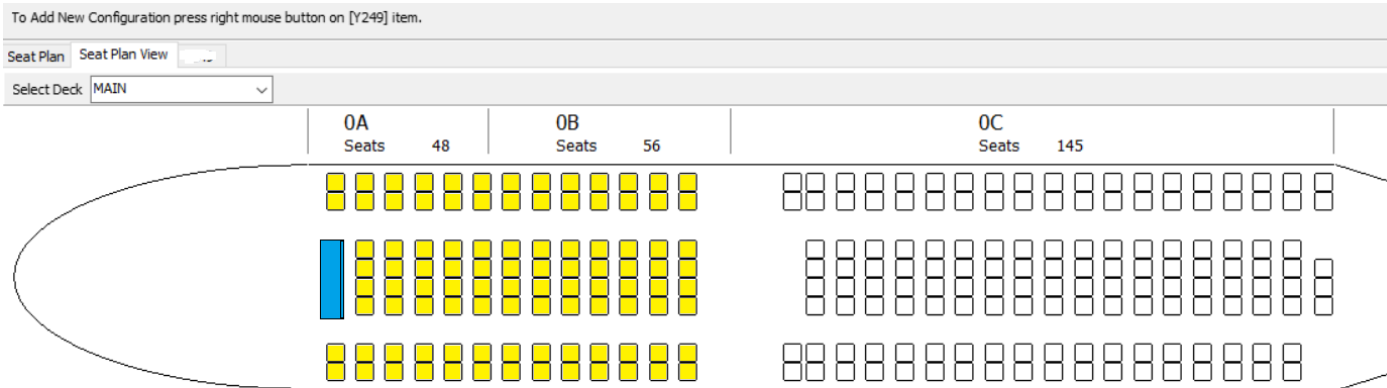 To Add New Configuration press right mouse button on [Y249] item.
Seat Plan Seat Plan View
Select Deck MAIN
0A 0B 0C
Seats 48 Seats 56 Seats 145